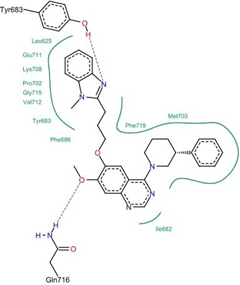 Tyr683
O
H
Leu625
Glu711
Lys708
Pro702
Gly715
Val712
Tyr683
Phe686
N
N
Phe719
Met703
O
N
O
N
N
Ile682
H
N
H
O
Gln716